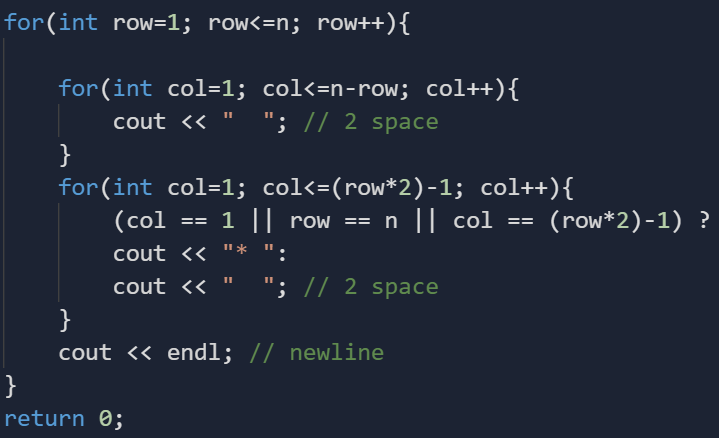 for(int row=1; row<=n; row++){
for(int col=1; col<=n-row; col++){
cout << "  "; // 2 space
}
for(int col=1; col<=(row*2)-1; col++){
(col == 1 || row == n || col == (row*2)-1) ?
cout << "* ":
cout << "  "; // 2 space
}
cout << endl; // newline
}
return 0;